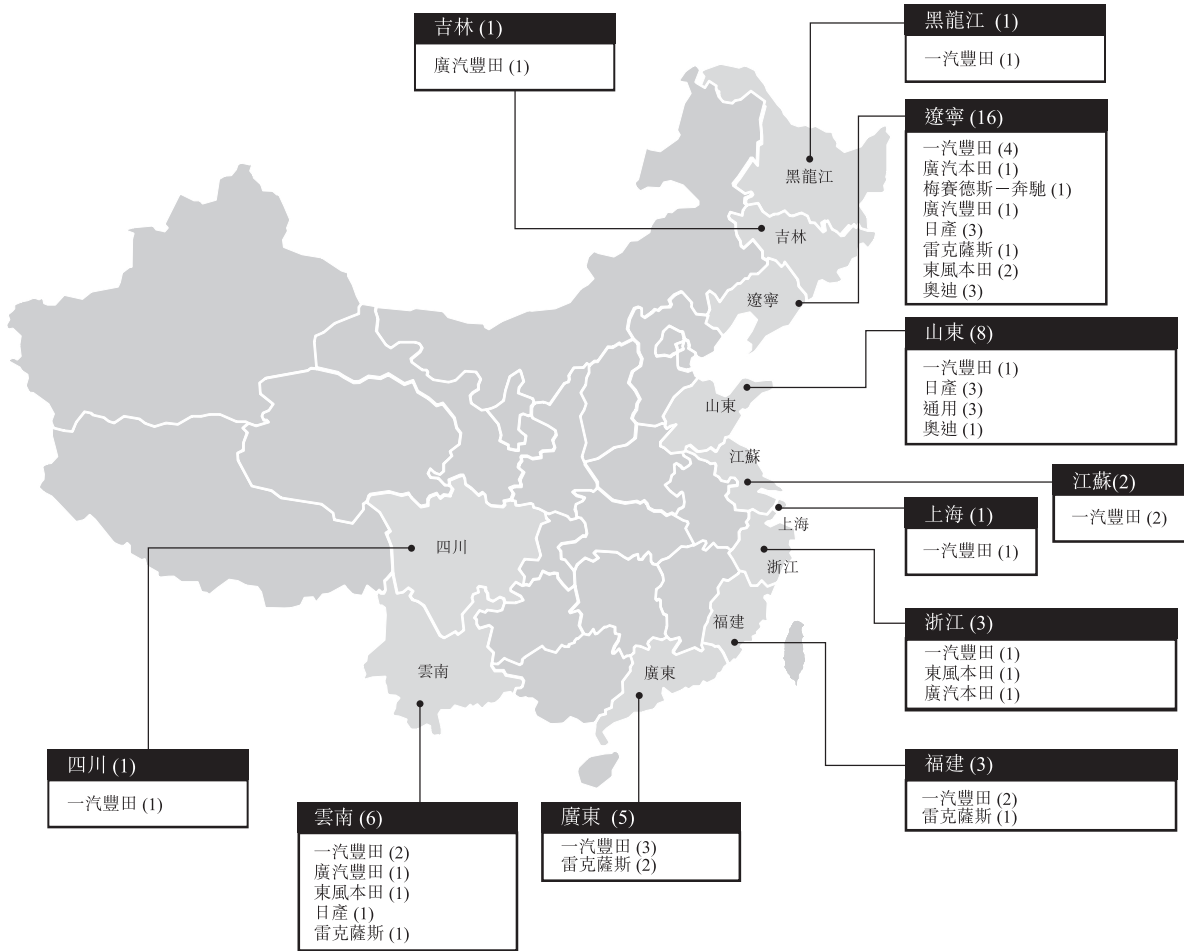 吉林 (1)
廣汽豐田 (1)
黑龍江 (1)
一汽豐田 (1)
遼寧 (16)
一汽豐田 (4)
廣汽本田 (1)
梅賽德斯－奔馳 (1)
廣汽豐田 (1)
日產 (3)
雷克薩斯 (1)
東風本田 (2)
奧迪 (3)
山東 (8)
一汽豐田 (1)
日產 (3)
通用 (3)
奧迪 (1)
江蘇(2)
一汽豐田 (2)
上海 (1)
一汽豐田 (1)
浙江 (3)
一汽豐田 (1)
東風本田 (1)
廣汽本田 (1)
福建 (3)
一汽豐田 (2)
雷克薩斯 (1)
廣東 (5)
一汽豐田 (3)
雷克薩斯 (2)
雲南 (6)
一汽豐田 (2)
廣汽豐田 (1)
東風本田 (1)
日產 (1)
雷克薩斯 (1)
四川 (1)
一汽豐田 (1)
黑龍江
吉林
遼寧
山東
江蘇
上海
四川
浙江
福建
雲南
廣東